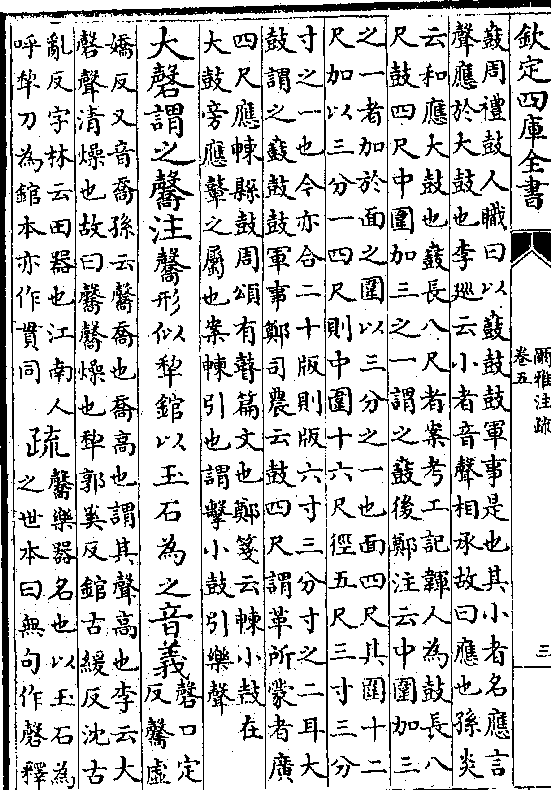 欽定四庫全書
爾雅注疏
卷五
三
鼖周禮鼓人職曰以鼖鼓鼓軍事是也其小者名應言
聲應於大鼓也李廵云小者音聲相承故曰應也孫炎
云和應大鼓也鼖長八尺者案考工記韗人為鼓長八
尺鼓四尺中圍加三之一謂之鼖後鄭注云中圍加三
之一者加於面之圍以三分之一也面四尺其圍十二
尺加以三分一四尺則中圍十六尺徑五尺三寸三分
寸之一也今亦合二十版則版六寸三分寸之二耳大
鼓謂之鼖鼖鼓鼓軍事鄭司農云鼓四尺謂革所蒙者廣
四尺應朄縣鼓周頌有瞽篇文也鄭箋云朄小鼓在
大鼓旁應鼙之屬也案朄引也謂擊小鼓引樂聲
大磬謂之毊注毊形似犂錧以玉石為之音義磬口定
反毊虛
嬌反又音喬孫云毊喬也喬高也謂其聲高也李云大
磬聲清燥也故曰毊毊燥也犂郭奚反錧古緩反沈古
亂反字林云田器也江南人
呼犂刀為錧本亦作貫同
疏毊樂器名也以玉石為
之世本曰無句作磬釋